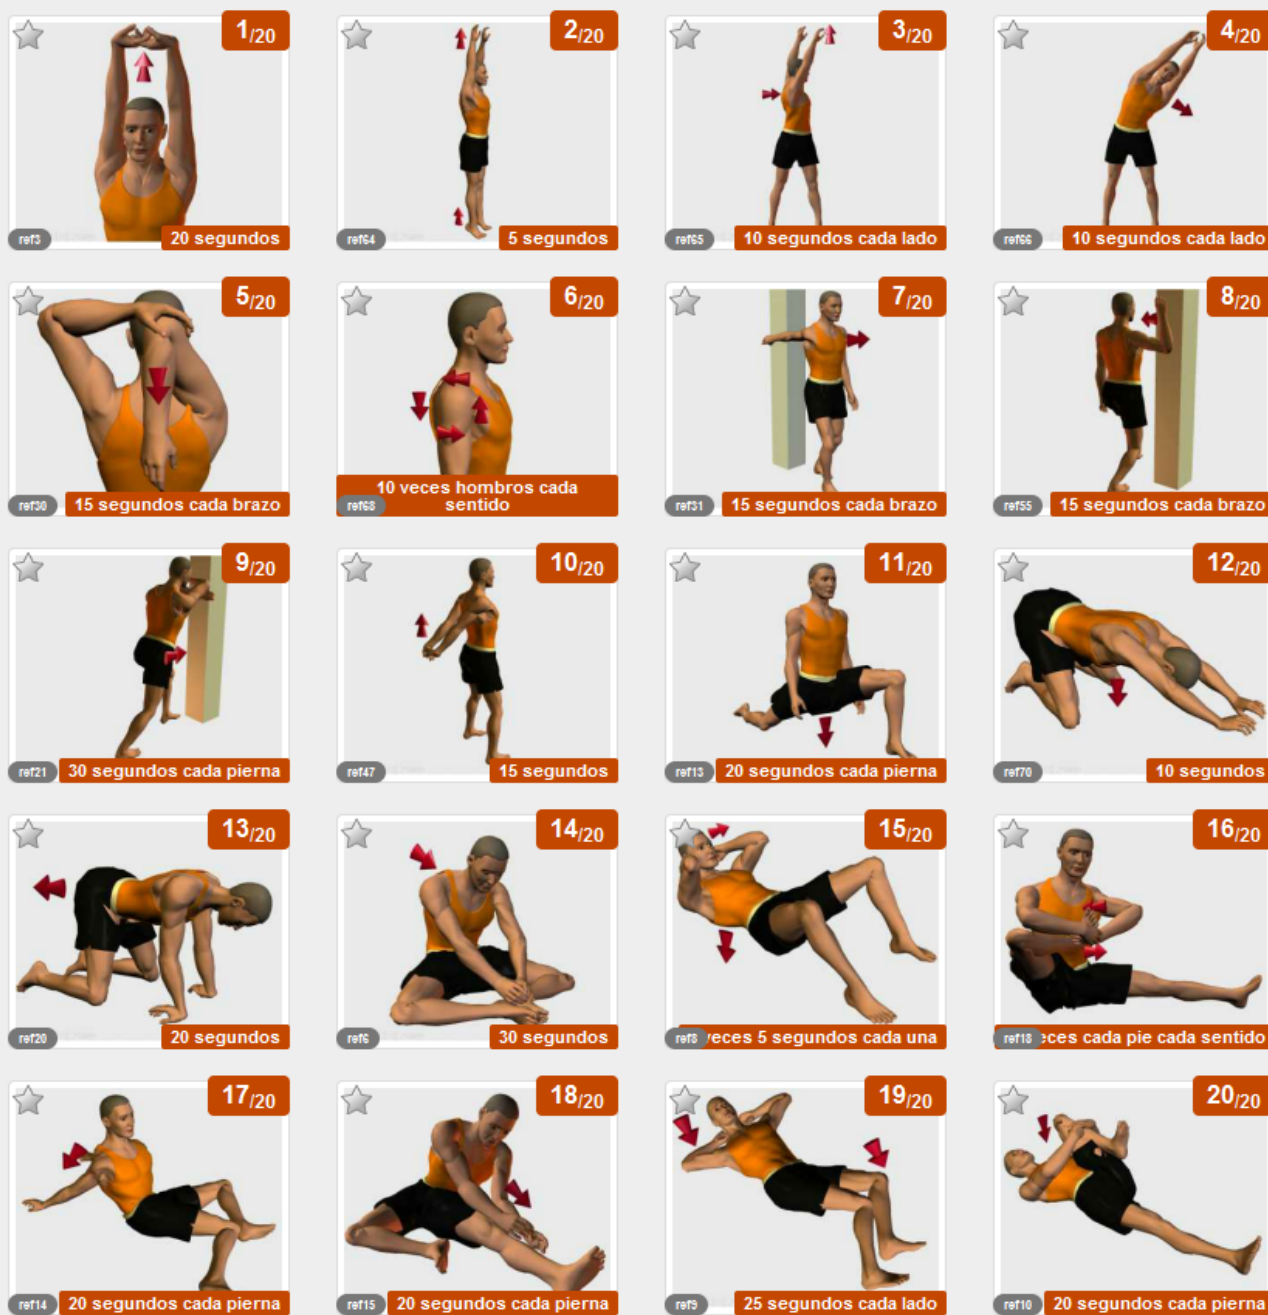 1/20
ref3
20 segundos
2/20
ref64
5 segundos
3/20
ref65
10 segundos cada lado
4/20
ref66
10 segundos cada lado
5/20
ref30
15 segundos cada brazo
6/20
10 veces hombros cada
sentido
ref68
7/20
ref31
15 segundos cada brazo
8/20
ref55
15 segundos cada brazo
9/20
ref21
30 segundos cada pierna
10/20
ref47
15 segundos
11/20
ref13
20 segundos cada pierna
12/20
ref70
10 segundos
13/20
ref20
20 segundos
14/20
ref6
30 segundos
15/20
ref8
veces 5 segundos cada una
16/20
ref18
eces cada pie cada sentido
17/20
ref14
20 segundos cada pierna
18/20
ref15
20 segundos cada pierna
19/20
ref9
25 segundos cada lado
20/20
ref10
20 segundos cada pierna